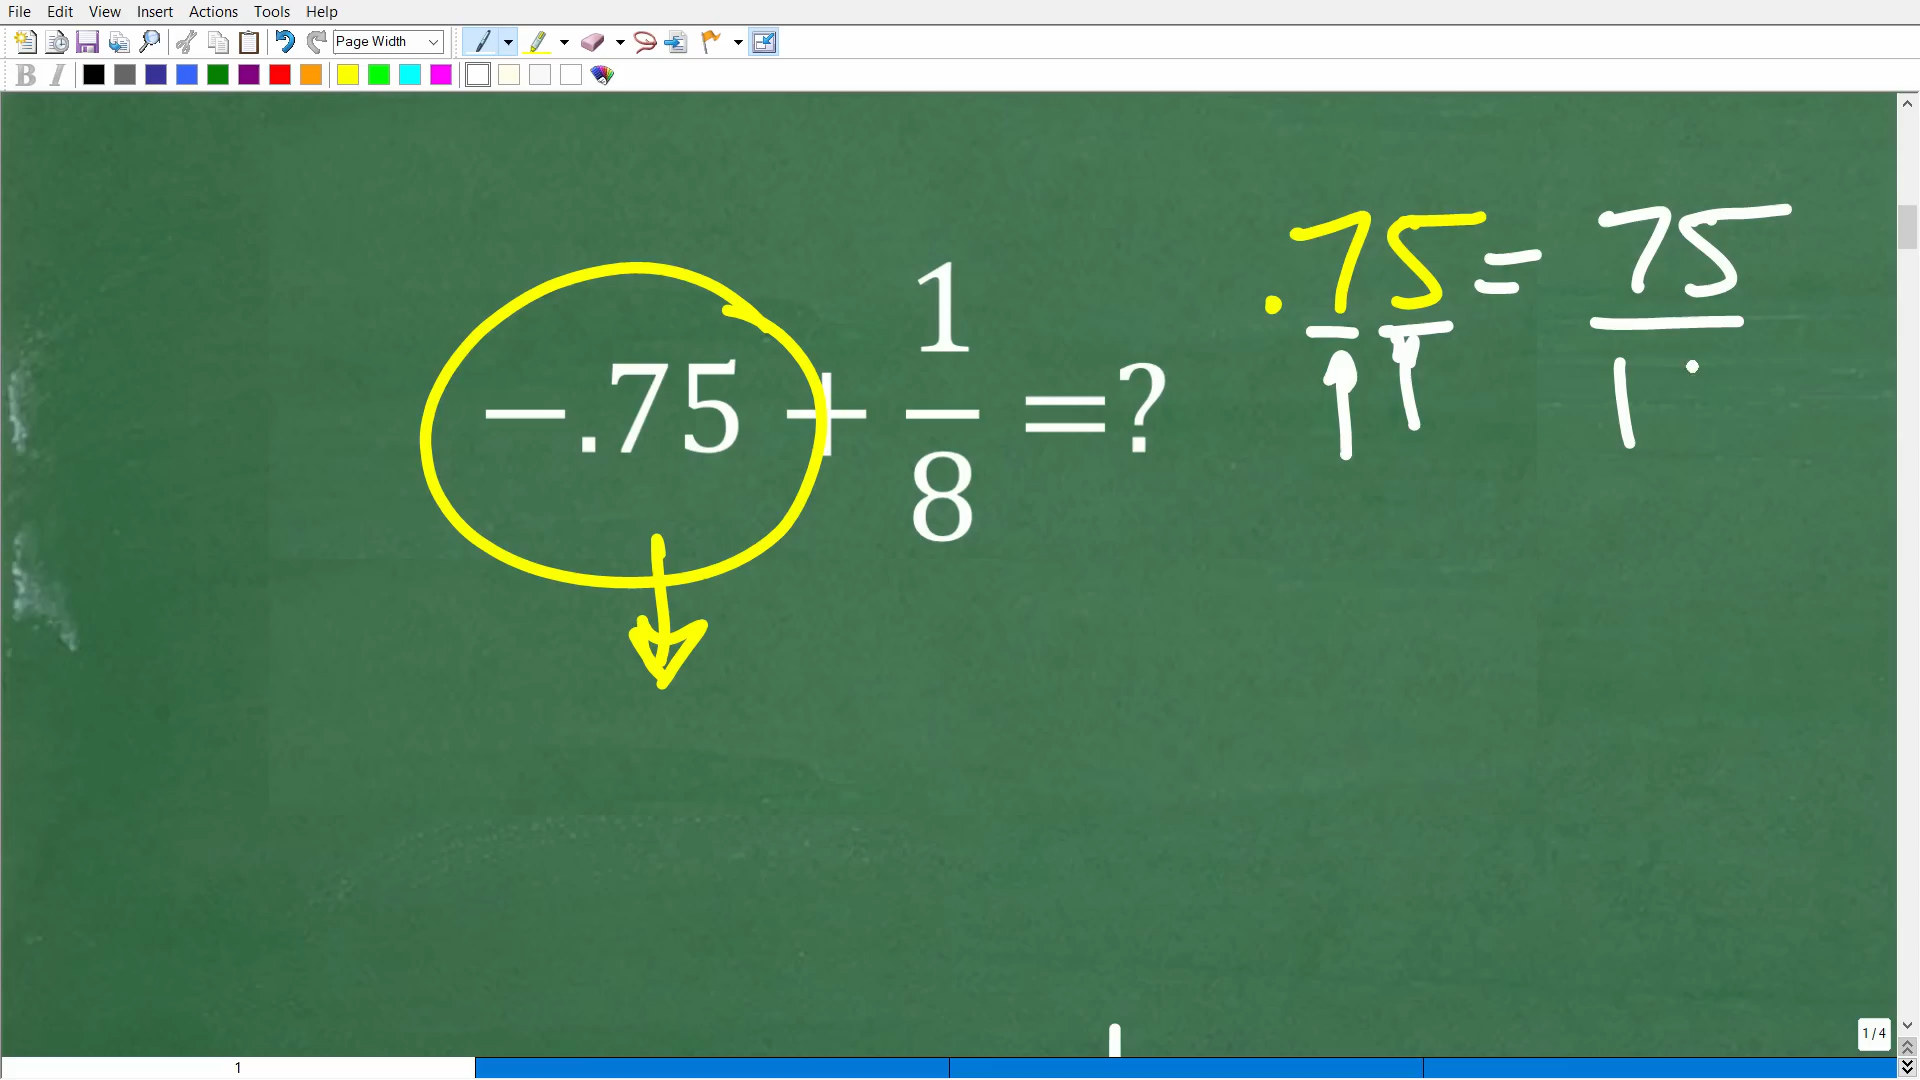 File Edit View Insert Actions Tools Help
Page Width
B I
−.75 + 1/8 =?
.75 = 75
1
1 / 4
1